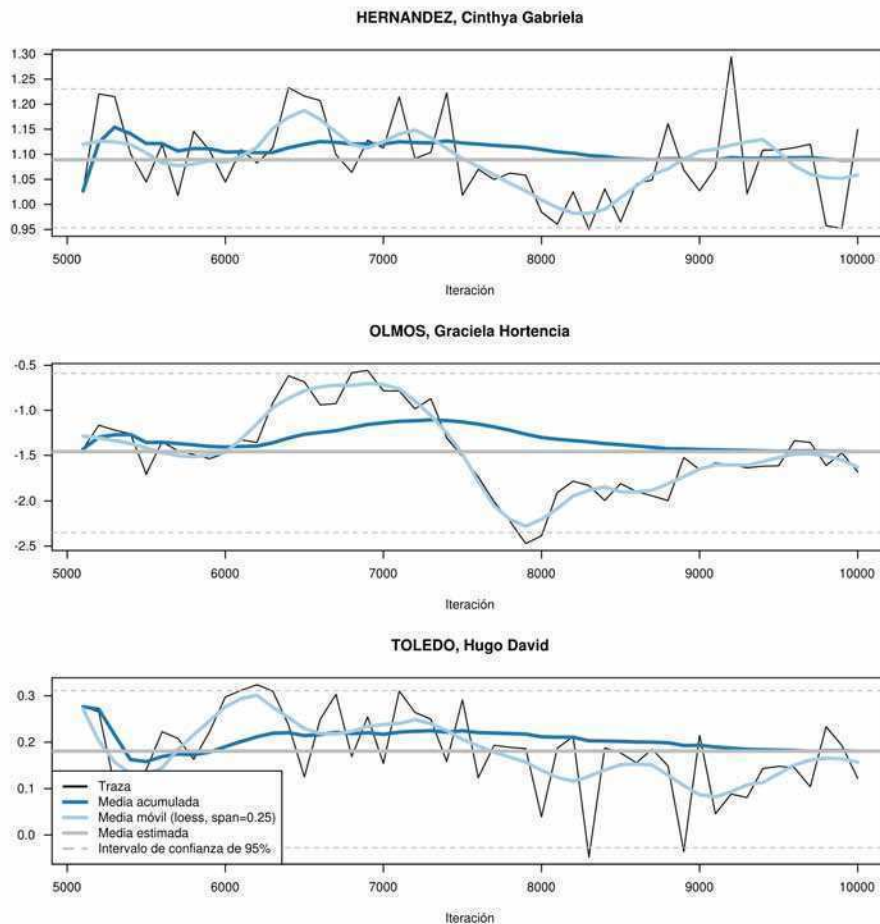 HERNANDEZ, Cinthya Gabriela
1.30
1.25
1.20
1.15
1.10
1.05
1.00
0.95
5000 6000 7000 8000 9000 10000
Iteración
OLMOS, Graciela Hortencia
-0.5
-1.0
-1.5
-2.0
-2.5
5000 6000 7000 8000 9000 10000
Iteración
TOLEDO, Hugo David
0.3
0.2
0.1
0.0
Traza
Media acumulada
Media móvil (loess, span=0.25)
Media estimada
Intervalo de confianza de 95%
5000 6000 7000 8000 9000 10000
Iteración